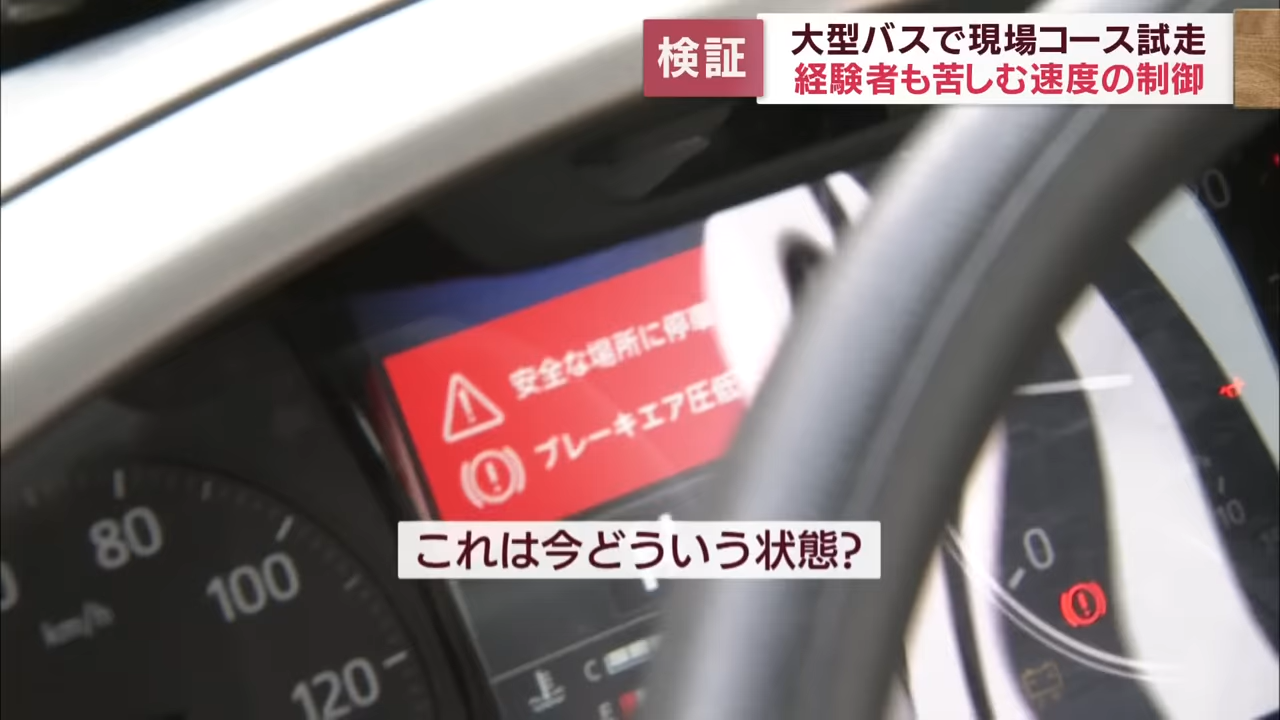 検証
大型バスで現場コース試走
経験者も苦しむ速度の制御
安全な場所に停車
ブレーキエア圧低
これは今どういう状態?
80
100
120
km/h
C
E
0
10